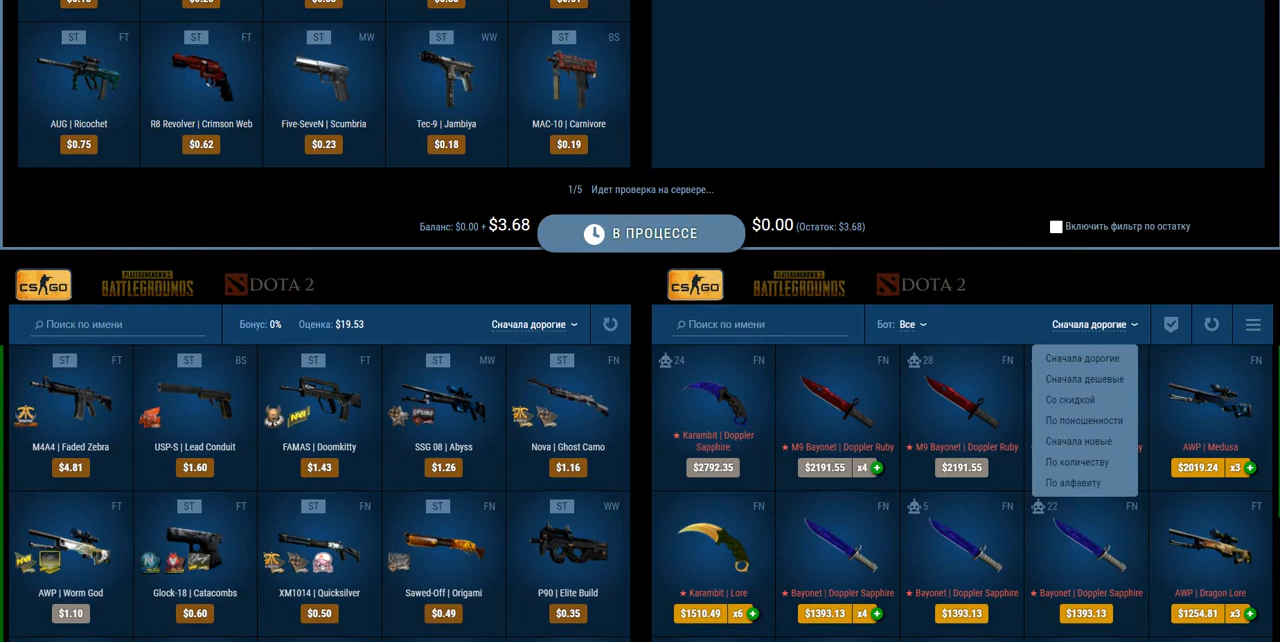 ST FT
ST FT
ST MW
ST WW
ST BS
AUG | Ricochet
R8 Revolver | Crimson Web
Five-SeveN | Scumbria
Tec-9 | Jambiya
MAC-10 | Carnivore
$0.75
$0.62
$0.23
$0.18
$0.19
1/5 Идет проверка на сервере...
Баланс: $0.00 + $3.68
В ПРОЦЕССЕ
$0.00 (Остаток: $3.68)
Включить фильтр по остатку
CS GO
PLAYERUNKNOWN'S
BATTLEGROUNDS
DOTA 2
CS GO
PLAYERUNKNOWN'S
BATTLEGROUNDS
DOTA 2
Поиск по имени
Бонус: 0%
Оценка: $19.53
Сначала дорогие
Поиск по имени
Бот: Все
Сначала дорогие
Сначала дорогие
Сначала дешевые
Со скидкой
По поношенности
Сначала новые
По количеству
По алфавиту
ST FT
ST BS
ST FT
ST MW
ST FN
M4A4 | Faded Zebra
USP-S | Lead Conduit
FAMAS | Doomkitty
SSG 08 | Abyss
Nova | Ghost Camo
$4.81
$1.60
$1.43
$1.26
$1.16
24 FN
FN
28 FN
FN
★ Karambit | Doppler
Sapphire
★ M9 Bayonet | Doppler Ruby
★ M9 Bayonet | Doppler Ruby
AWP | Medusa
$2792.35
$2191.55 x4
$2191.55
$2019.24 x3
FT
ST FT
ST FN
ST FN
WW
AWP | Worm God
Glock-18 | Catacombs
XM1014 | Quicksilver
Sawed-Off | Origami
P90 | Elite Build
$1.10
$0.60
$0.50
$0.49
$0.35
FN
FN
5 FN
22 FN
FT
★ Karambit | Lore
★ Bayonet | Doppler Sapphire
★ Bayonet | Doppler Sapphire
★ Bayonet | Doppler Sapphire
AWP | Dragon Lore
$1510.49 x6
$1393.13 x4
$1393.13
$1393.13
$1254.81 x3